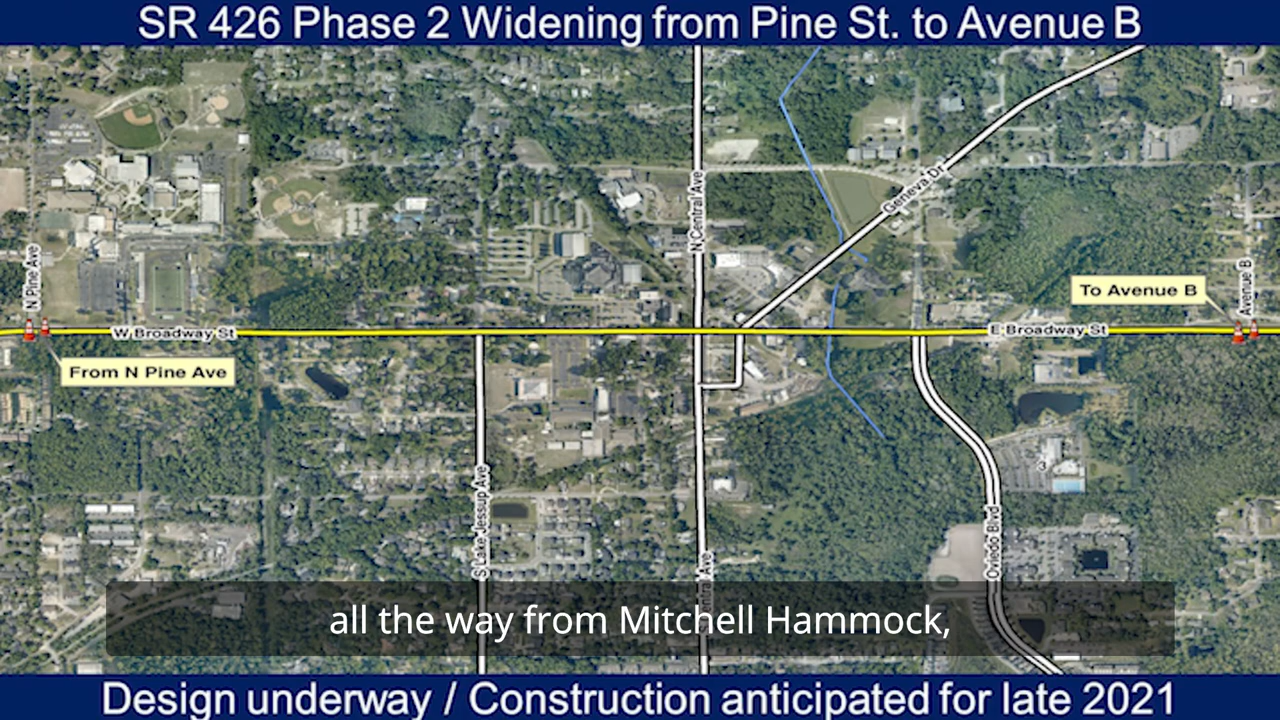 SR 426 Phase 2 Widening from Pine St. to Avenue B
N Central Ave
Geneva Dr
N Pine Ave
Avenue B
To Avenue B
W Broadway St
E Broadway St
From N Pine Ave
3
S Lake Jessup Ave
Oviedo Blvd
Ave
all the way from Mitchell Hammock,
Design underway / Construction anticipated for late 2021